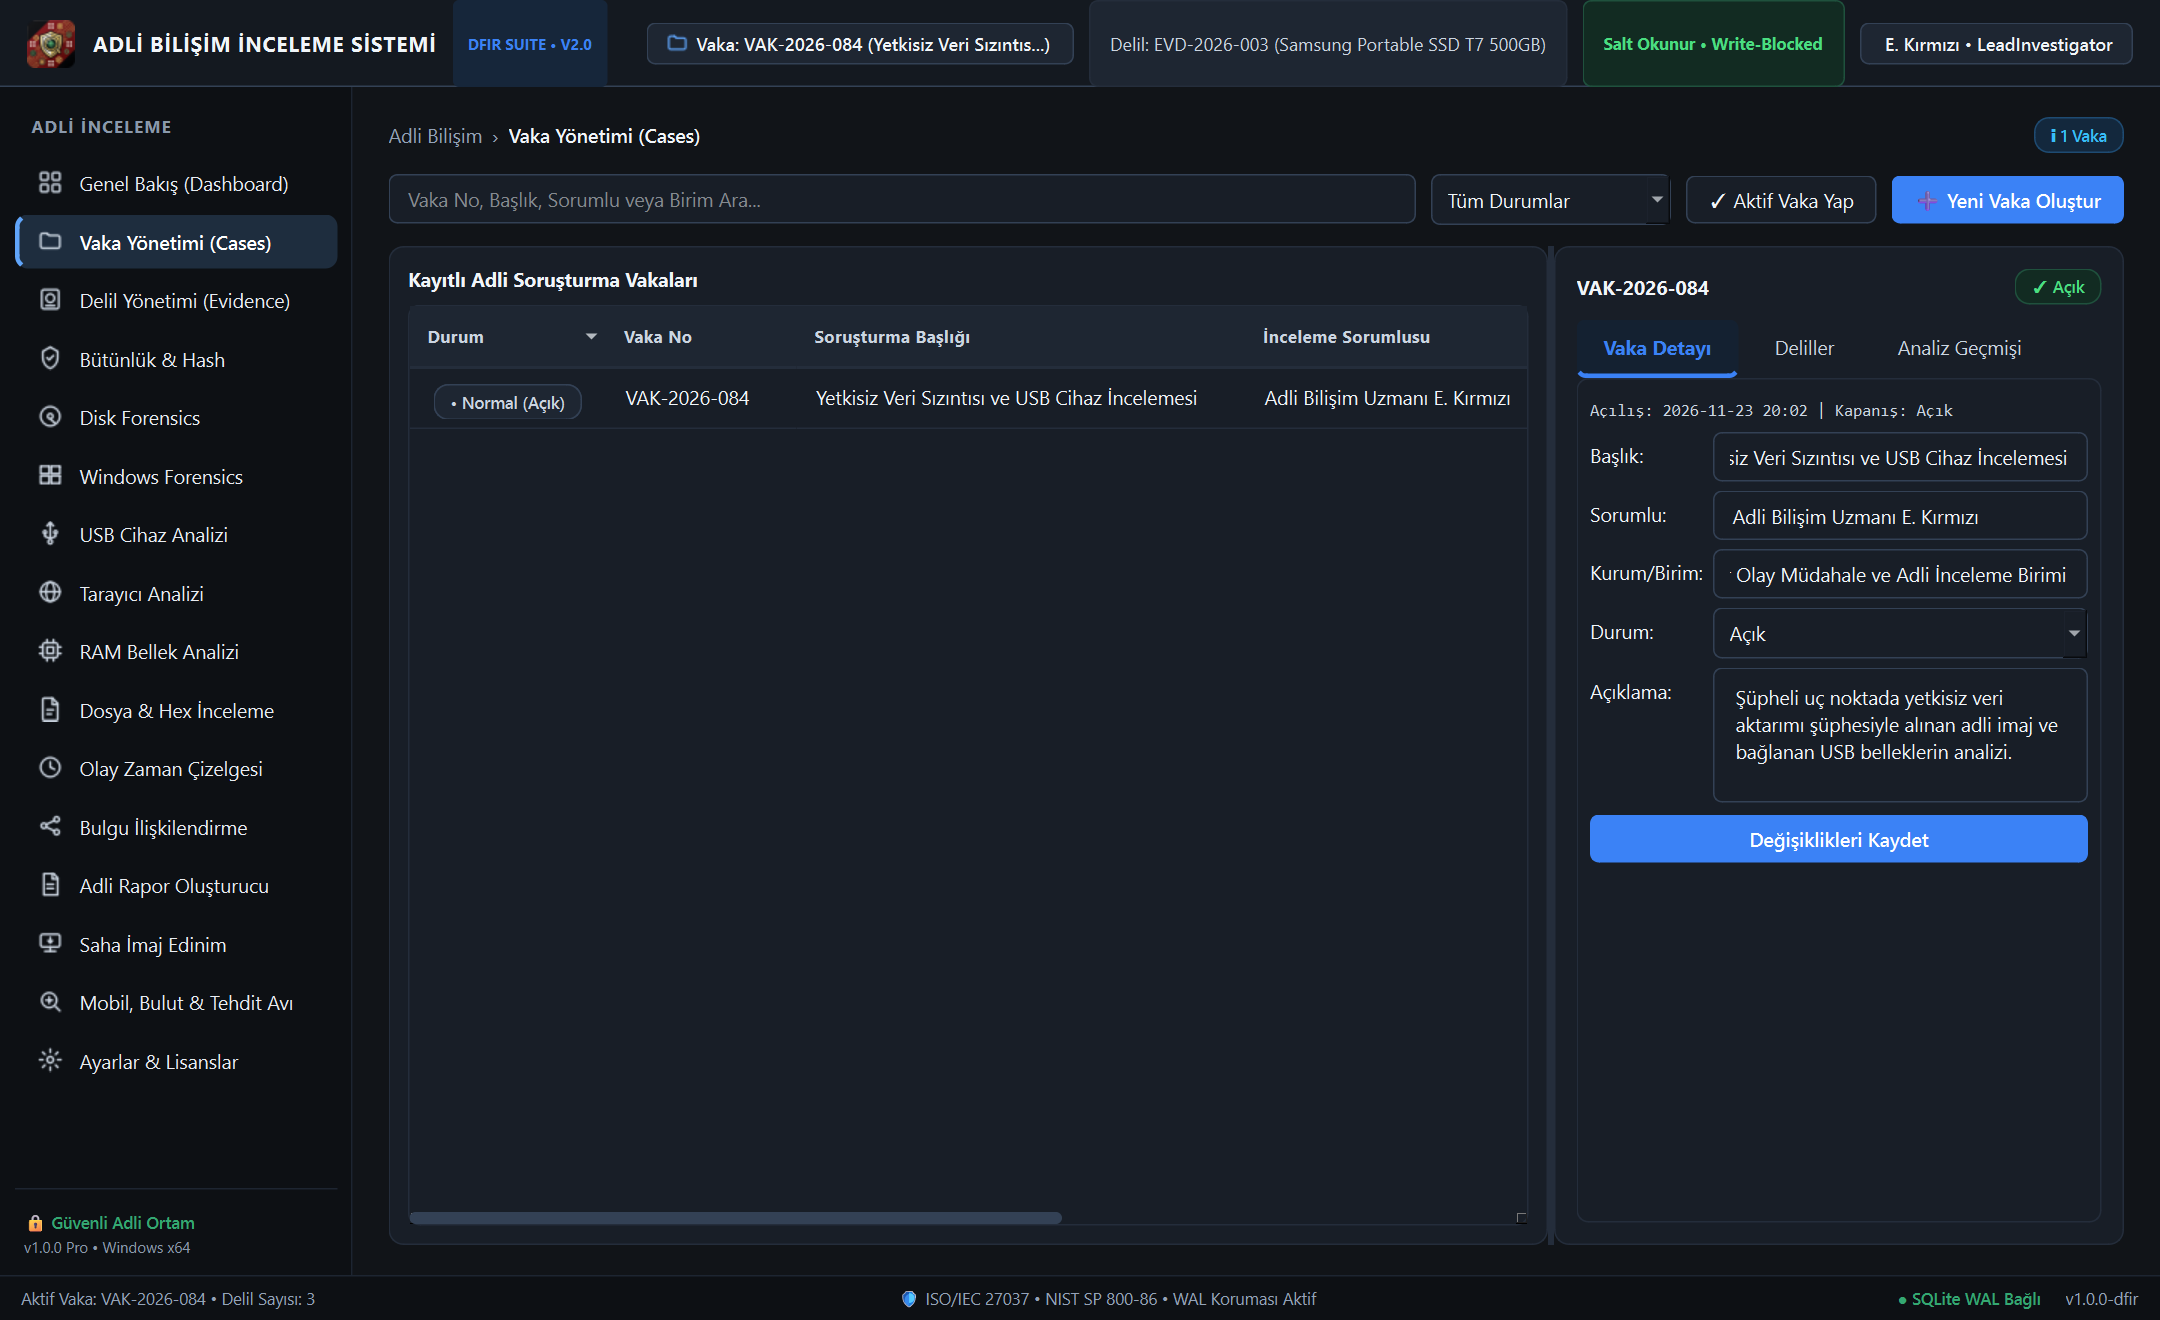 ADLİ BİLİŞİM İNCELEME SİSTEMİ
DFIR SUITE • V2.0
Vaka: VAK-2026-084 (Yetkisiz Veri Sızıntıs...)
Delil: EVD-2026-003 (Samsung Portable SSD T7 500GB)
Salt Okunur • Write-Blocked
E. Kırmızı • LeadInvestigator
ADLİ İNCELEME
Genel Bakış (Dashboard)
Vaka Yönetimi (Cases)
Delil Yönetimi (Evidence)
Bütünlük & Hash
Disk Forensics
Windows Forensics
USB Cihaz Analizi
Tarayıcı Analizi
RAM Bellek Analizi
Dosya & Hex İnceleme
Olay Zaman Çizelgesi
Bulgu İlişkilendirme
Adli Rapor Oluşturucu
Saha İmaj Edinim
Mobil, Bulut & Tehdit Avı
Ayarlar & Lisanslar
Güvenli Adli Ortam
v1.0.0 Pro • Windows x64
Adli Bilişim › Vaka Yönetimi (Cases)
i 1 Vaka
Vaka No, Başlık, Sorumlu veya Birim Ara...
Tüm Durumlar
✓ Aktif Vaka Yap
Yeni Vaka Oluştur
Kayıtlı Adli Soruşturma Vakaları
Durum
Vaka No
Soruşturma Başlığı
İnceleme Sorumlusu
• Normal (Açık)
VAK-2026-084
Yetkisiz Veri Sızıntısı ve USB Cihaz İncelemesi
Adli Bilişim Uzmanı E. Kırmızı
VAK-2026-084
✓ Açık
Vaka Detayı
Deliller
Analiz Geçmişi
Açılış: 2026-11-23 20:02 | Kapanış: Açık
Başlık:
siz Veri Sızıntısı ve USB Cihaz İncelemesi
Sorumlu:
Adli Bilişim Uzmanı E. Kırmızı
Kurum/Birim:
Olay Müdahale ve Adli İnceleme Birimi
Durum:
Açık
Açıklama:
Şüpheli uç noktada yetkisiz veri
aktarımı şüphesiyle alınan adli imaj ve
bağlanan USB belleklerin analizi.
Değişiklikleri Kaydet
Aktif Vaka: VAK-2026-084 • Delil Sayısı: 3
ISO/IEC 27037 • NIST SP 800-86 • WAL Koruması Aktif
● SQLite WAL Bağlı
v1.0.0-dfir